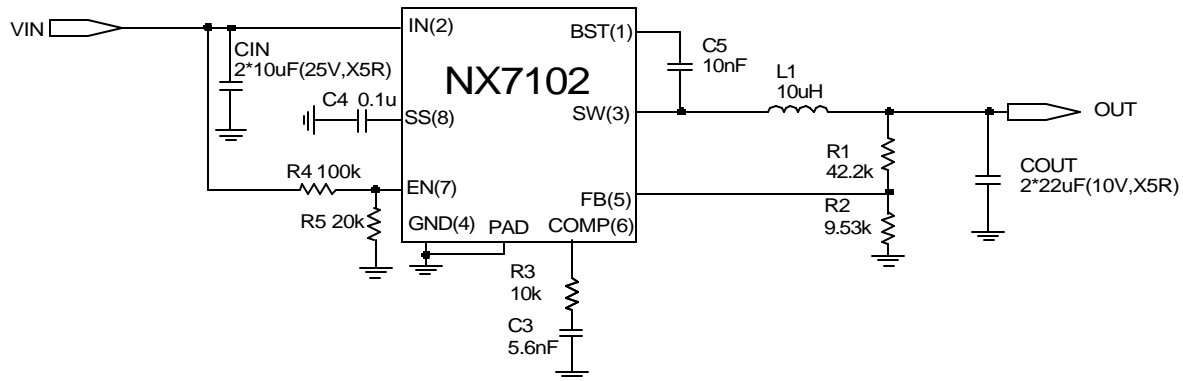 VIN
IN(2)
BST(1)
CIN
2*10uF(25V,X5R)
C5
10nF
NX7102
L1
10uH
C4 0.1u
SS(8)
SW(3)
OUT
R1
42.2k
COUT
2*22uF(10V,X5R)
R4 100k
EN(7)
FB(5)
R5 20k
R2
9.53k
GND(4)
PAD
COMP(6)
R3
10k
C3
5.6nF